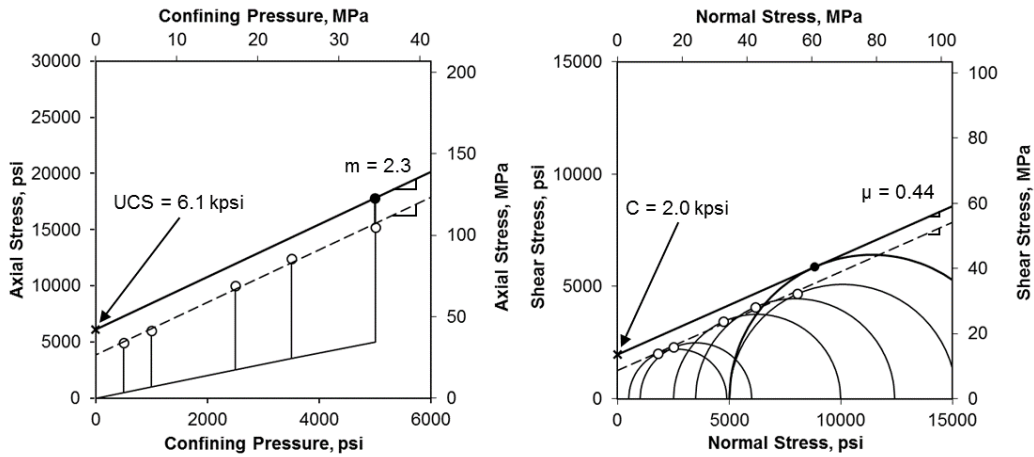 Confining Pressure, MPa
0 10 20 30 40
Axial Stress, psi
30000
25000
20000
15000
10000
5000
0
200
150
100
50
0
Axial Stress, MPa
m = 2.3
UCS = 6.1 kpsi
0 2000 4000 6000
Confining Pressure, psi
Normal Stress, MPa
0 20 40 60 80 100
Shear Stress, psi
15000
10000
5000
0
100
80
60
40
20
0
Shear Stress, MPa
C = 2.0 kpsi
μ = 0.44
0 5000 10000 15000
Normal Stress, psi